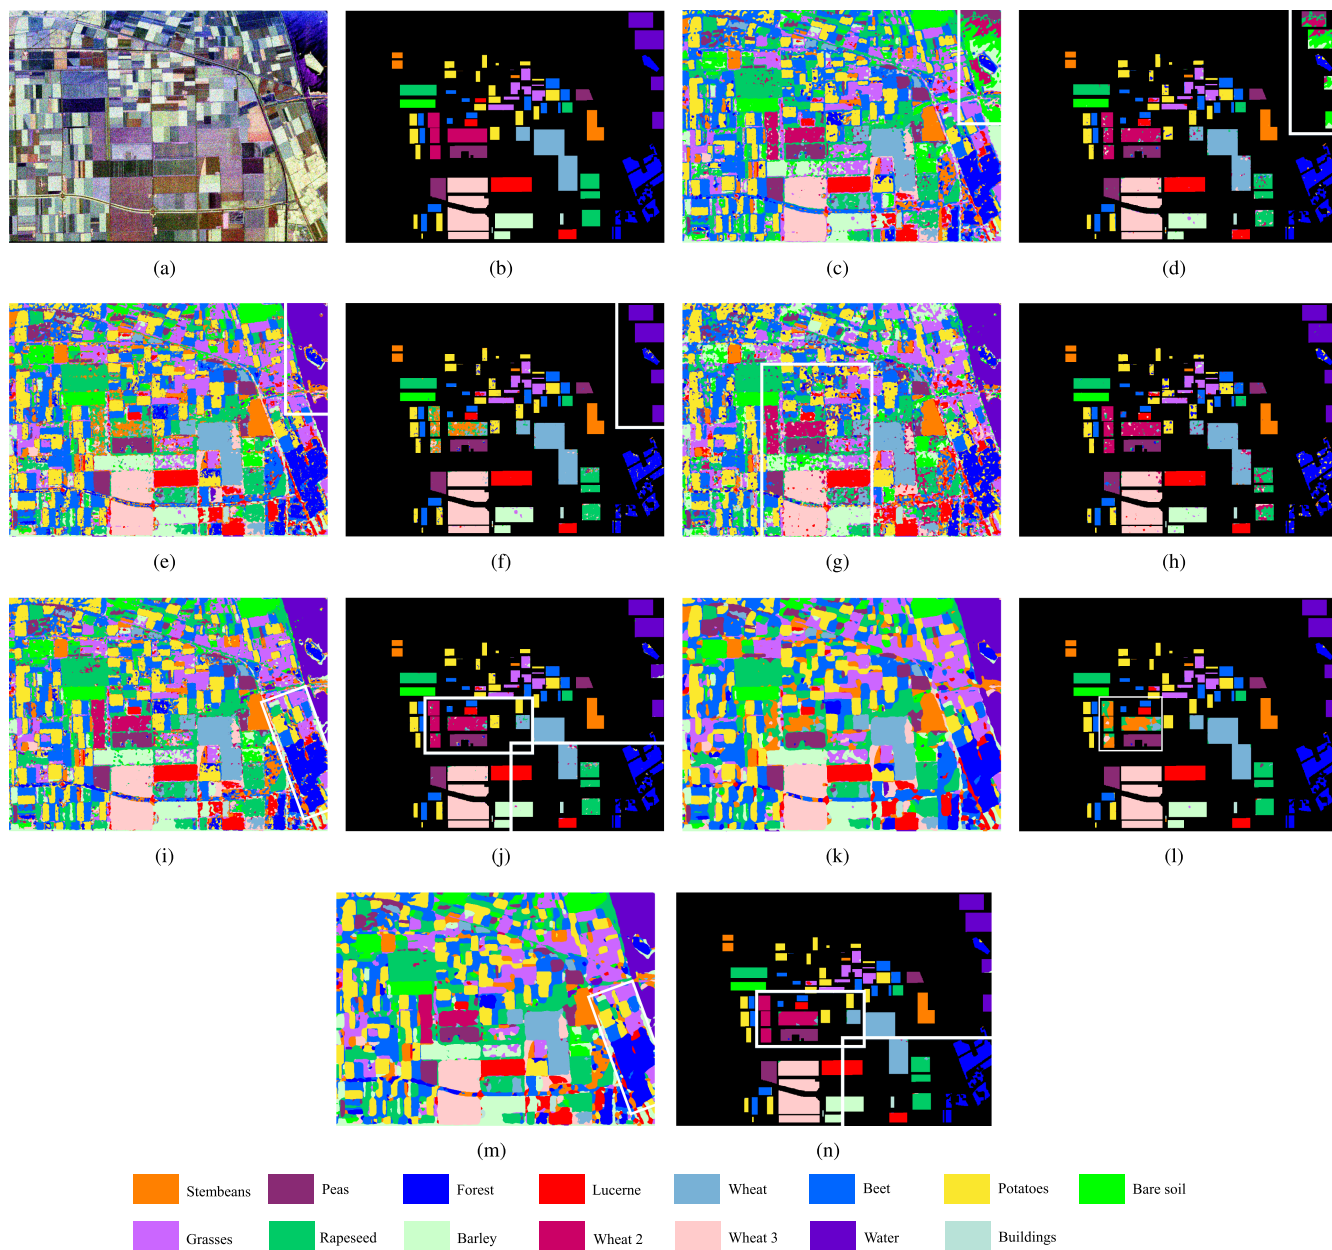 (a) (b) (c) (d)
(e) (f) (g) (h)
(i) (j) (k) (l)
(m) (n)
Stembeans Peas Forest Lucerne Wheat Beet Potatoes Bare soil
Grasses Rapeseed Barley Wheat 2 Wheat 3 Water Buildings